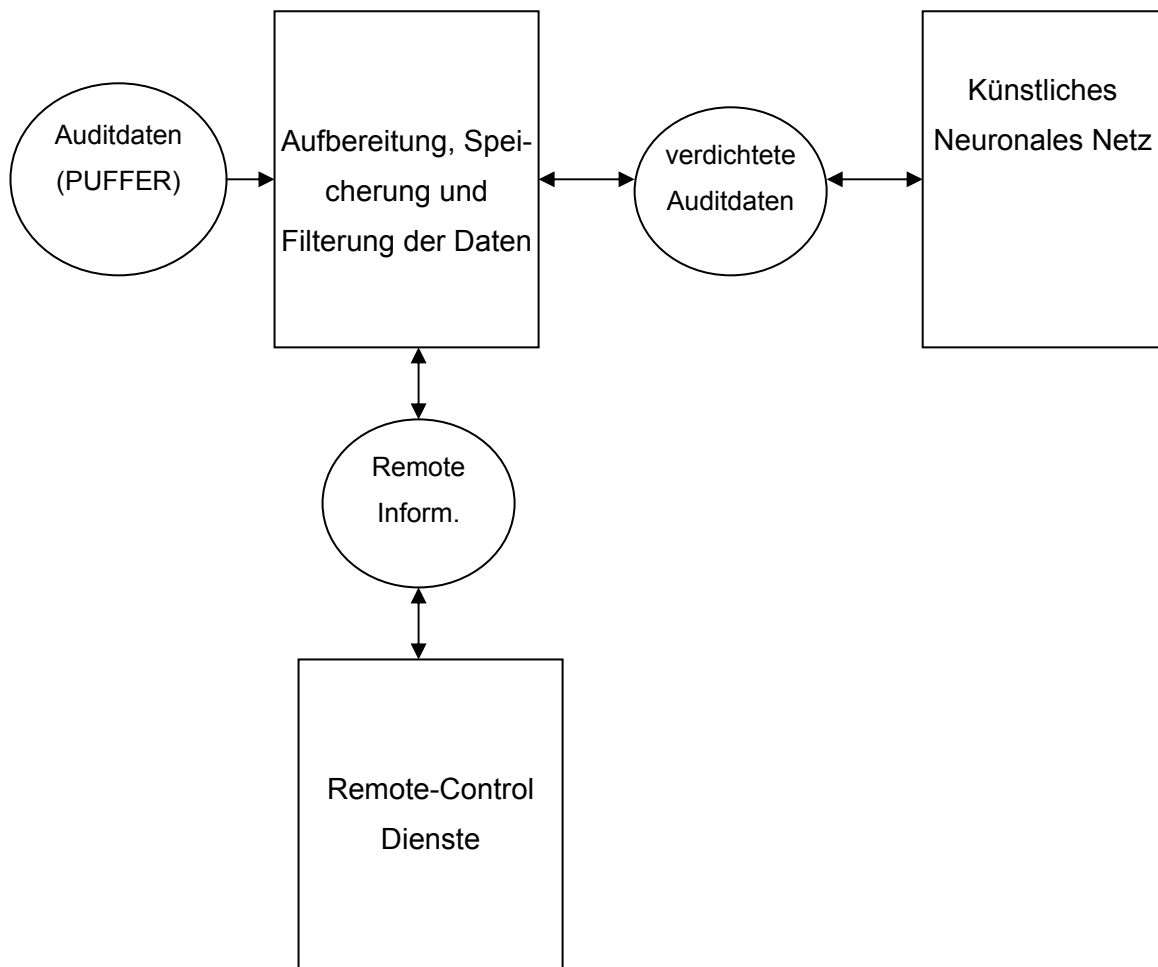 Auditdaten
(PUFFER)
Aufbereitung, Spei-
cherung und
Filterung der Daten
verdichtete
Auditdaten
Künstliches
Neuronales Netz
Remote
Inform.
Remote-Control
Dienste